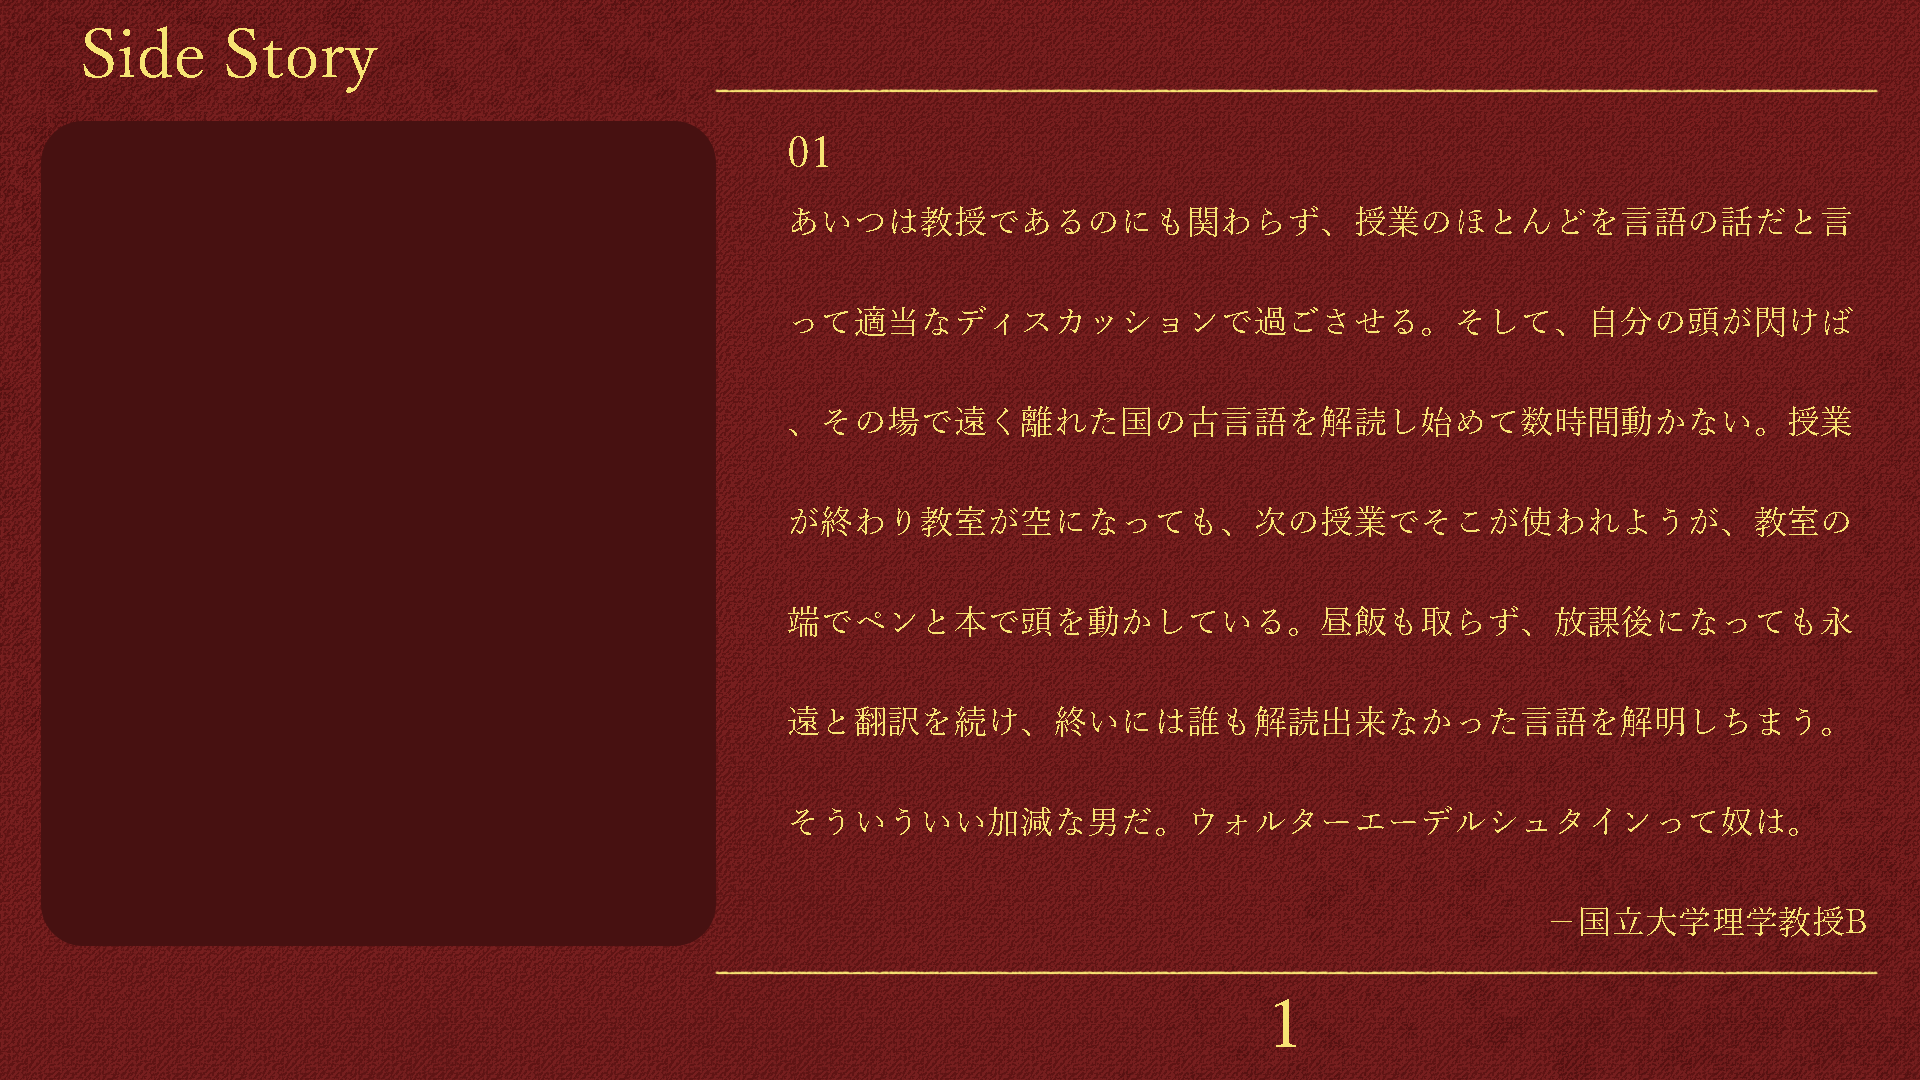 Side Story
01
あいつは教授であるのにも関わらず、授業のほとんどを言語の話だと言
って適当なディスカッションで過ごさせる。そして、自分の頭が閃けば
、その場で遠く離れた国の古言語を解読し始めて数時間動かない。授業
が終わり教室が空になっても、次の授業でそこが使われようが、教室の
端でペンと本で頭を動かしている。昼飯も取らず、放課後になっても永
遠と翻訳を続け、終いには誰も解読出来なかった言語を解明しちまう。
そういういい加減な男だ。ウォルターエーデルシュタインって奴は。
—国立大学理学教授B
1